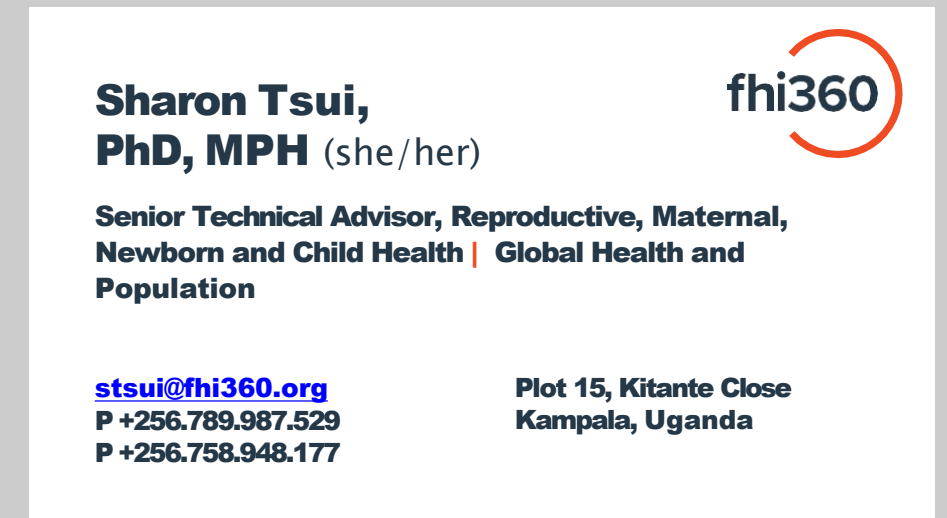 fhi360
Sharon Tsui,
PhD, MPH (she/her)
Senior Technical Advisor, Reproductive, Maternal,
Newborn and Child Health | Global Health and
Population
stsui@fhi360.org
P +256.789.987.529
P +256.758.948.177
Plot 15, Kitante Close
Kampala, Uganda